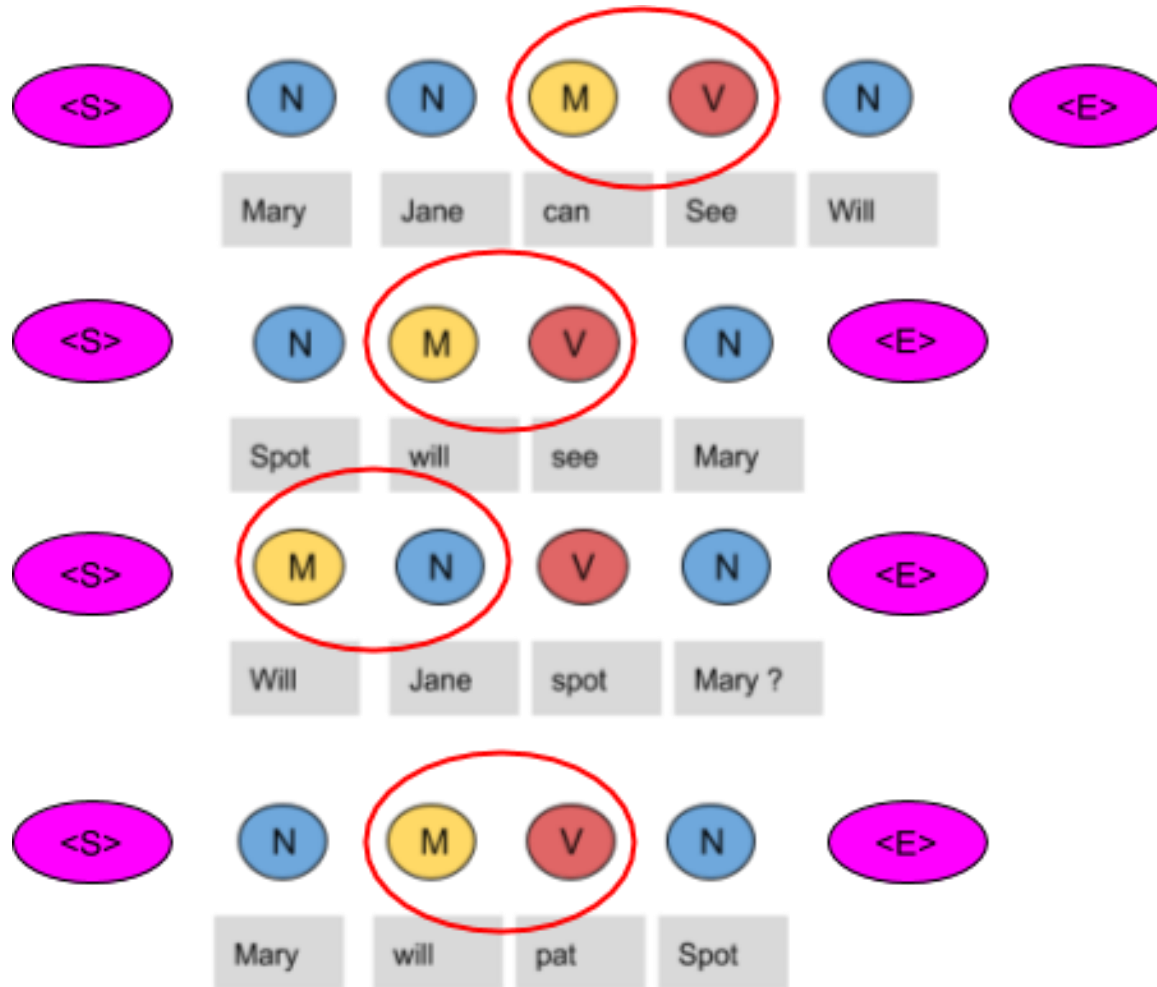 <S> N N M V N <E>
Mary Jane can See Will
<S> N M V N <E>
Spot will see Mary
<S> M N V N <E>
Will Jane spot Mary ?
<S> N M V N <E>
Mary will pat Spot